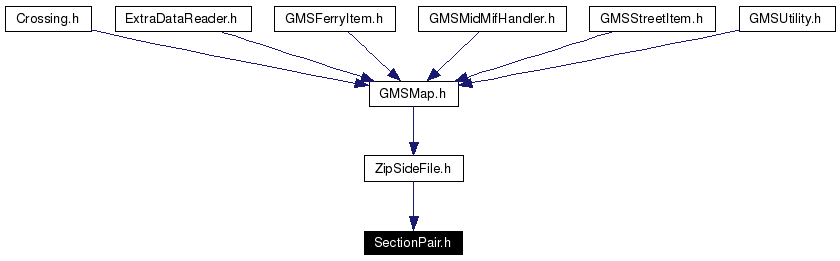 Crossing.h
ExtraDataReader.h
GMSFerryItem.h
GMSMidMifHandler.h
GMSStreetItem.h
GMSUtility.h
GMSMap.h
ZipSideFile.h
SectionPair.h